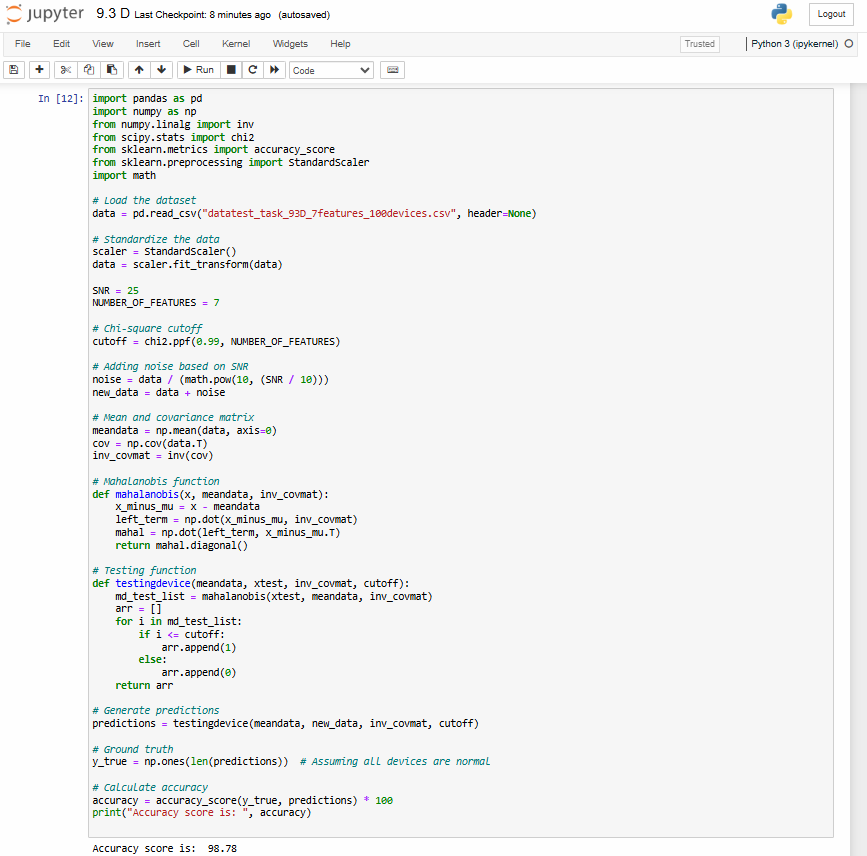 jupyter 9.3 D Last Checkpoint: 8 minutes ago (autosaved) Logout
File Edit View Insert Cell Kernel Widgets Help Trusted Python 3 (ipykernel)
Run Code
In [12]: import pandas as pd
import numpy as np
from numpy.linalg import inv
from scipy.stats import chi2
from sklearn.metrics import accuracy_score
from sklearn.preprocessing import StandardScaler
import math

# Load the dataset
data = pd.read_csv("datatest_task_93D_7features_100devices.csv", header=None)

# Standardize the data
scaler = StandardScaler()
data = scaler.fit_transform(data)

SNR = 25
NUMBER_OF_FEATURES = 7

# Chi-square cutoff
cutoff = chi2.ppf(0.99, NUMBER_OF_FEATURES)

# Adding noise based on SNR
noise = data / (math.pow(10, (SNR / 10)))
new_data = data + noise

# Mean and covariance matrix
meandata = np.mean(data, axis=0)
cov = np.cov(data.T)
inv_covmat = inv(cov)

# Mahalanobis function
def mahalanobis(x, meandata, inv_covmat):
    x_minus_mu = x - meandata
    left_term = np.dot(x_minus_mu, inv_covmat)
    mahal = np.dot(left_term, x_minus_mu.T)
    return mahal.diagonal()

# Testing function
def testingdevice(meandata, xtest, inv_covmat, cutoff):
    md_test_list = mahalanobis(xtest, meandata, inv_covmat)
    arr = []
    for i in md_test_list:
        if i <= cutoff:
            arr.append(1)
        else:
            arr.append(0)
    return arr

# Generate predictions
predictions = testingdevice(meandata, new_data, inv_covmat, cutoff)

# Ground truth
y_true = np.ones(len(predictions))  # Assuming all devices are normal

# Calculate accuracy
accuracy = accuracy_score(y_true, predictions) * 100
print("Accuracy score is: ", accuracy)

Accuracy score is:  98.78